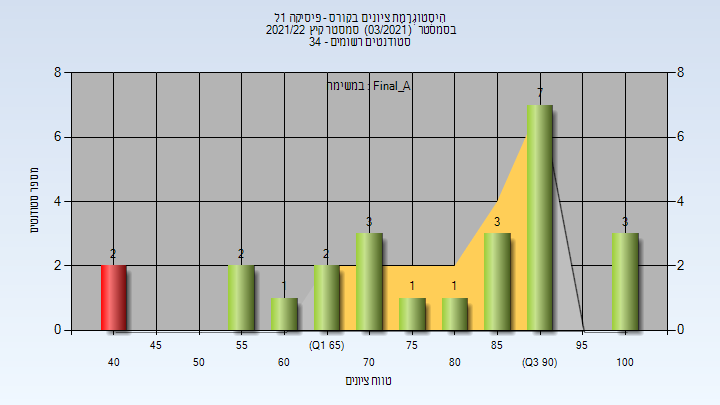 היסטוגרמת ציונים בקורס - פיסיקה 1ל
בסמסטר (03/2021) סמסטר קיץ 2021/22
סטודנטים רשומים - 34
במשימה : Final_A
מספר סטודנטים
8 8
6 6
4 4
2 2
0 0
2 2 1 2 3 1 1 3 7 3
45 55 (Q1 65) 75 85 95
40 50 60 70 80 (Q3 90) 100
טווח ציונים